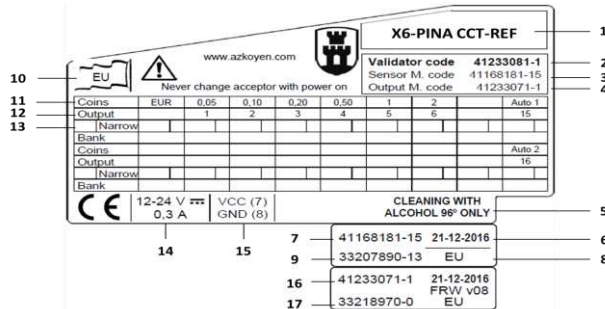 X6-PINA CCT-REF
1
www.azkoyen.com
EU
10
Validator code 41233081-1
2
Sensor M. code 41168181-15
3
Output M. code 41233071-1
4
Never change acceptor with power on
11
Coins EUR 0,05 0,10 0,20 0,50 1 2 Auto 1
12
Output 1 2 3 4 5 6 15
13
Narrow
Bank
Coins Auto 2
Output 16
Narrow
Bank
CE
12-24 V
0,3 A
VCC (7)
GND (8)
CLEANING WITH
ALCOHOL 96º ONLY
5
14
15
7 41168181-15 21-12-2016 6
9 33207890-13 EU 8
16 41233071-1 21-12-2016
FRW v08
17 33218970-0 EU